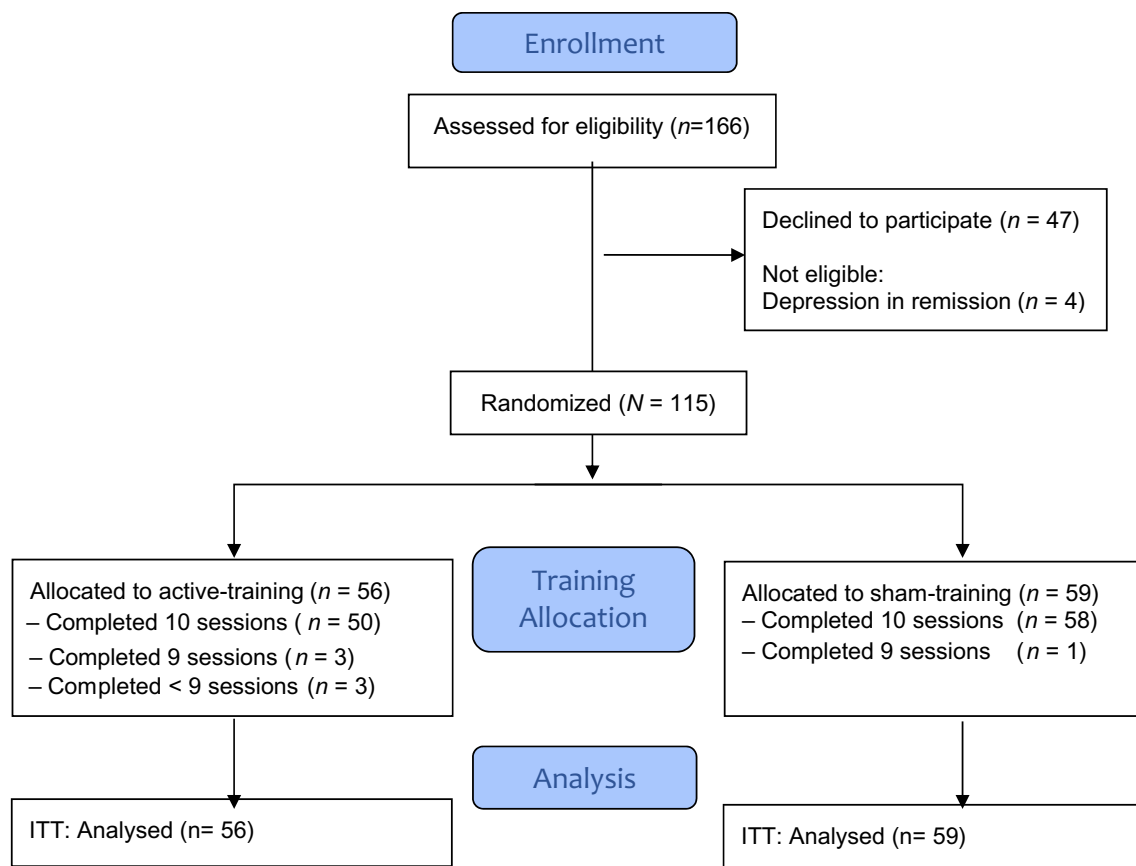 Enrollment
Assessed for eligibility (n=166)
Declined to participate (n = 47)
Not eligible:
Depression in remission (n = 4)
Randomized (N = 115)
Allocated to active-training (n = 56)
– Completed 10 sessions ( n = 50)
– Completed 9 sessions (n = 3)
– Completed < 9 sessions (n = 3)
Training
Allocation
Allocated to sham-training (n = 59)
– Completed 10 sessions (n = 58)
– Completed 9 sessions (n = 1)
Analysis
ITT: Analysed (n= 56)
ITT: Analysed (n= 59)